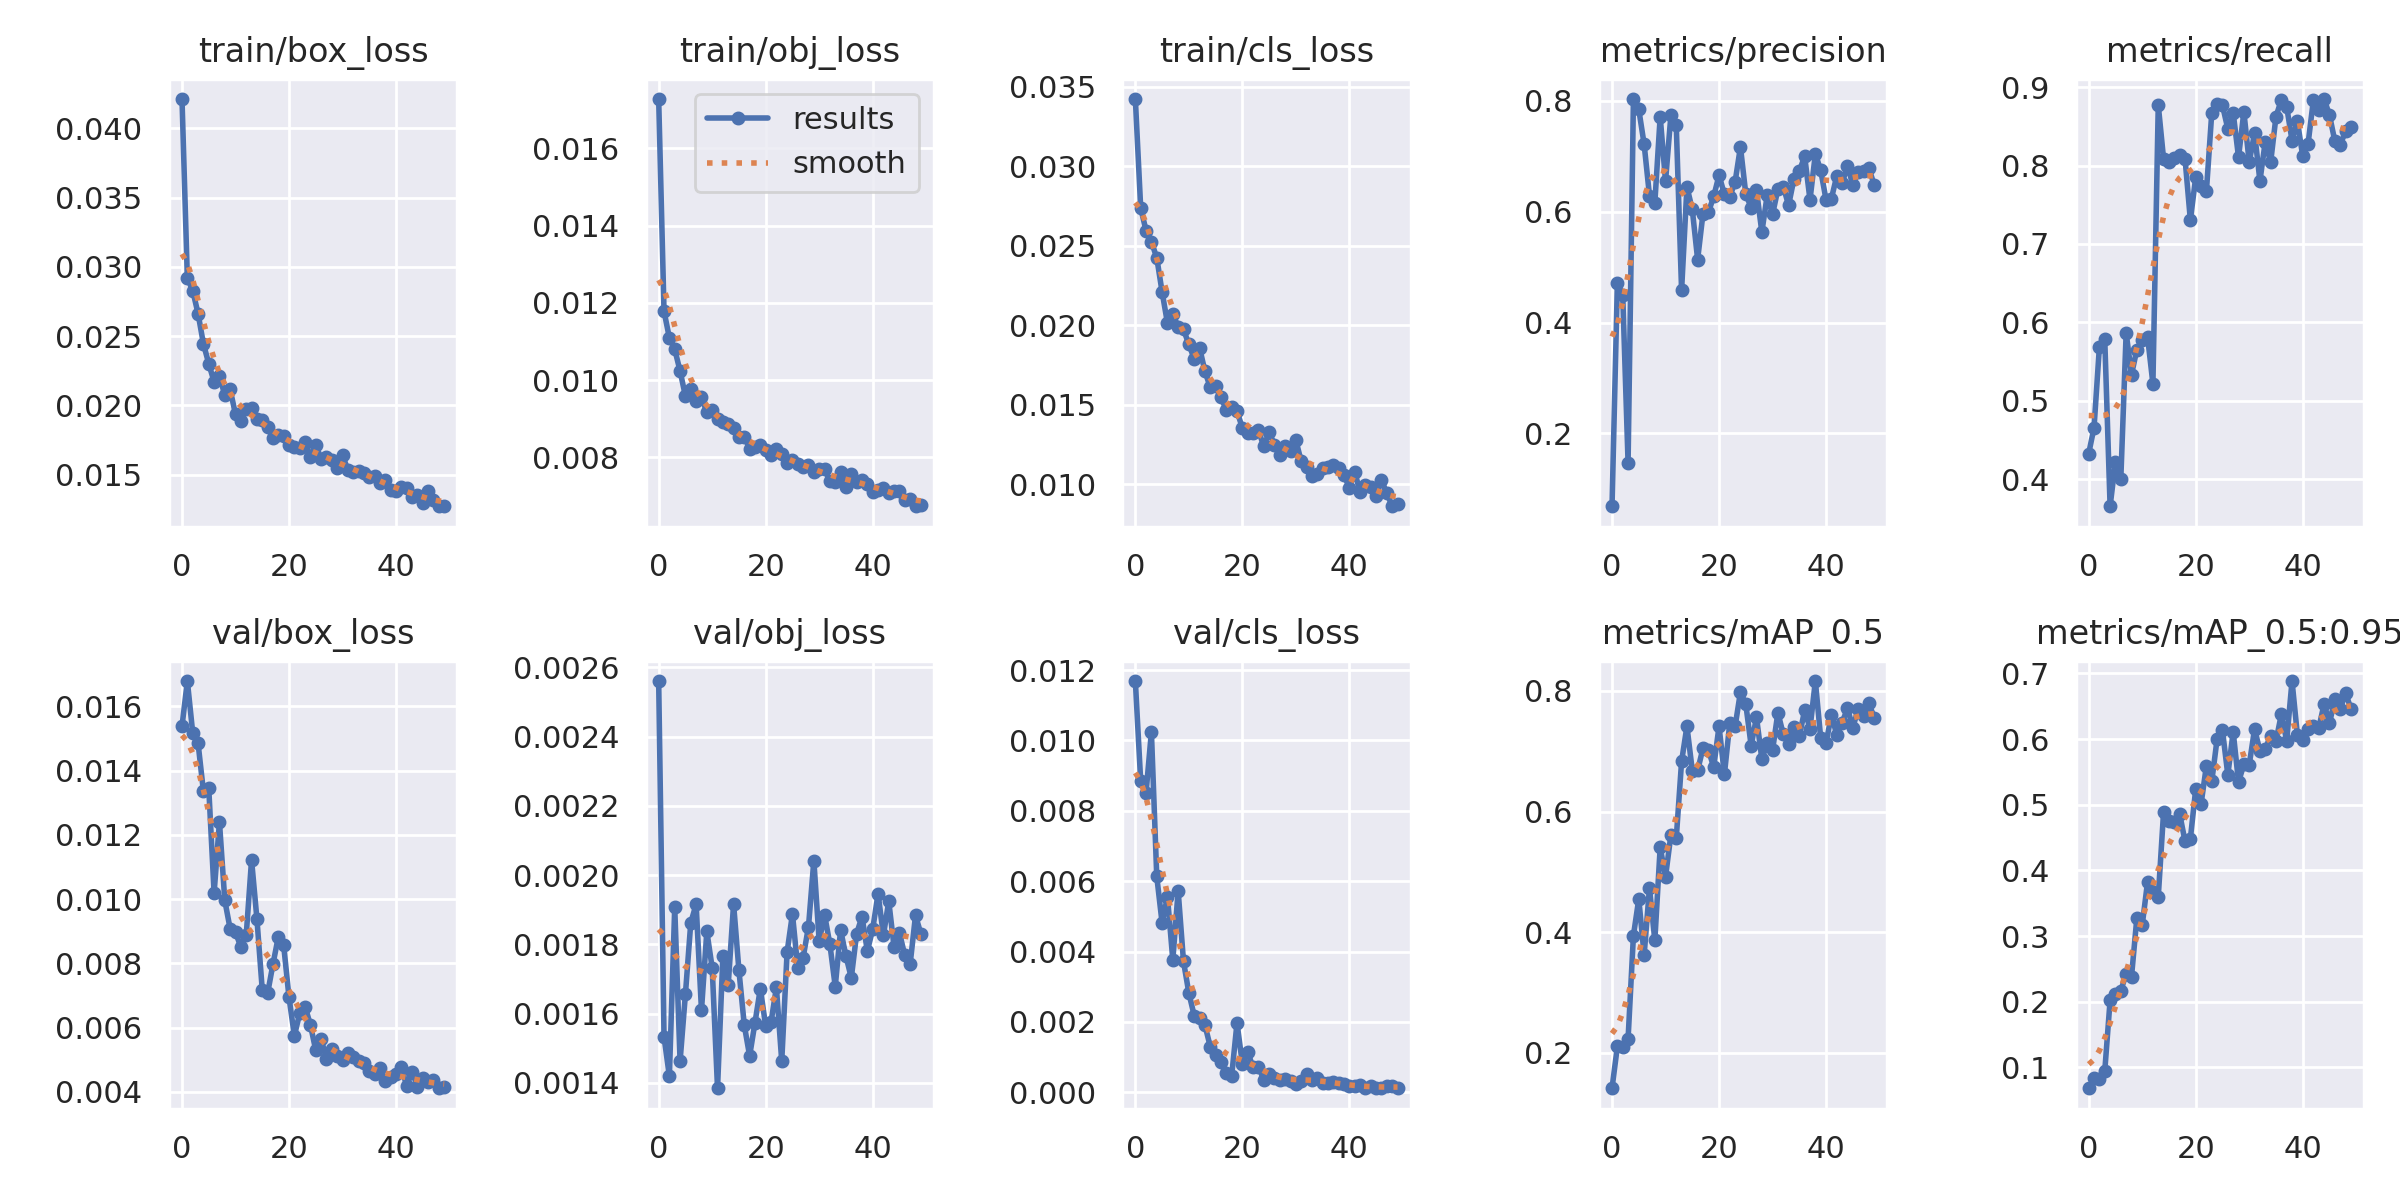 train/box_loss
0.040
0.035
0.030
0.025
0.020
0.015
0 20 40
train/obj_loss
results
smooth
0.016
0.014
0.012
0.010
0.008
0 20 40
train/cls_loss
0.035
0.030
0.025
0.020
0.015
0.010
0 20 40
metrics/precision
0.8
0.6
0.4
0.2
0 20 40
metrics/recall
0.9
0.8
0.7
0.6
0.5
0.4
0 20 40
val/box_loss
0.016
0.014
0.012
0.010
0.008
0.006
0.004
0 20 40
val/obj_loss
0.0026
0.0024
0.0022
0.0020
0.0018
0.0016
0.0014
0 20 40
val/cls_loss
0.012
0.010
0.008
0.006
0.004
0.002
0.000
0 20 40
metrics/mAP_0.5
0.8
0.6
0.4
0.2
0 20 40
metrics/mAP_0.5:0.95
0.7
0.6
0.5
0.4
0.3
0.2
0.1
0 20 40